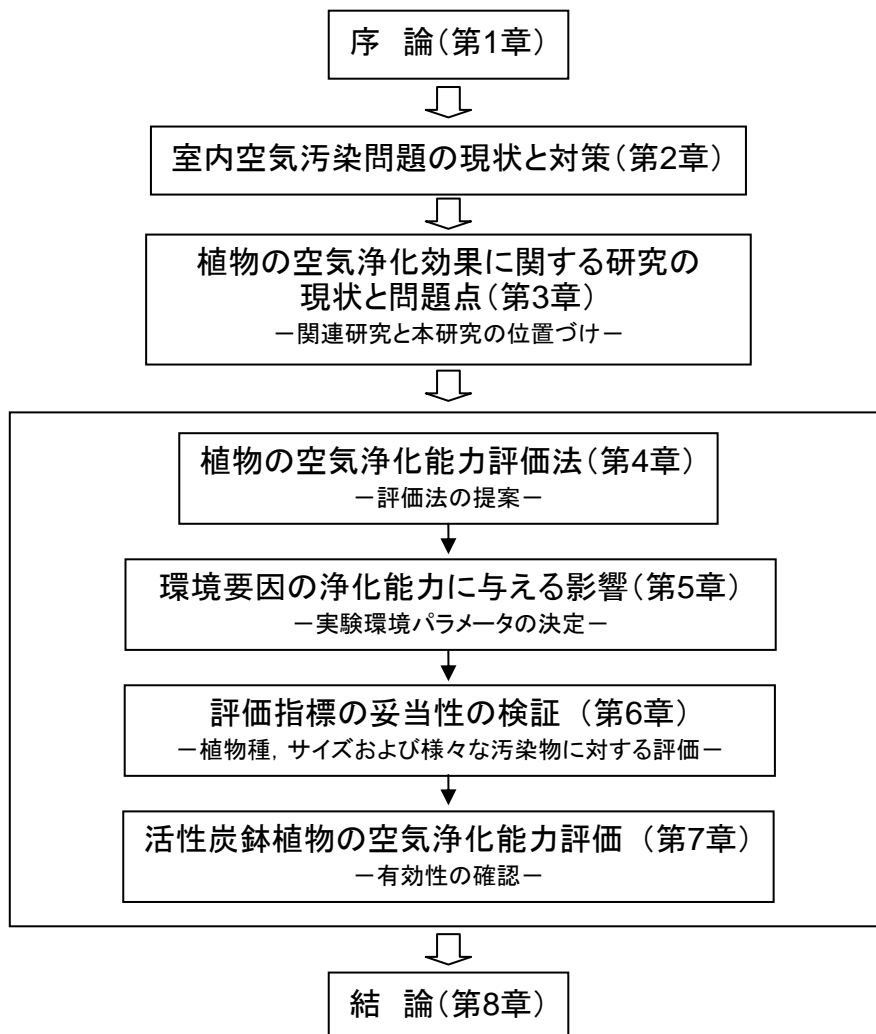 序　論（第1章）
室内空気汚染問題の現状と対策（第2章）
植物の空気浄化効果に関する研究の
現状と問題点（第3章）
－関連研究と本研究の位置づけ－
植物の空気浄化能力評価法（第4章）
－評価法の提案－
環境要因の浄化能力に与える影響（第5章）
－実験環境パラメータの決定－
評価指標の妥当性の検証 （第6章）
－植物種，サイズおよび様々な汚染物に対する評価－
活性炭鉢植物の空気浄化能力評価 （第7章）
－有効性の確認－
結　論（第8章）